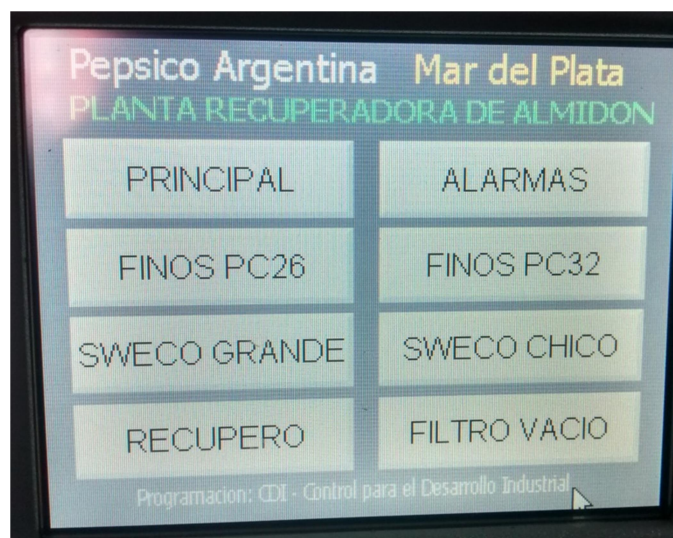 Pepsico Argentina Mar del Plata
PLANTA RECUPERADORA DE ALMIDON
PRINCIPAL ALARMAS
FINOS PC26 FINOS PC32
SWECO GRANDE SWECO CHICO
RECUPERO FILTRO VACIO
Programacion: CDI - Control para el Desarrollo Industrial